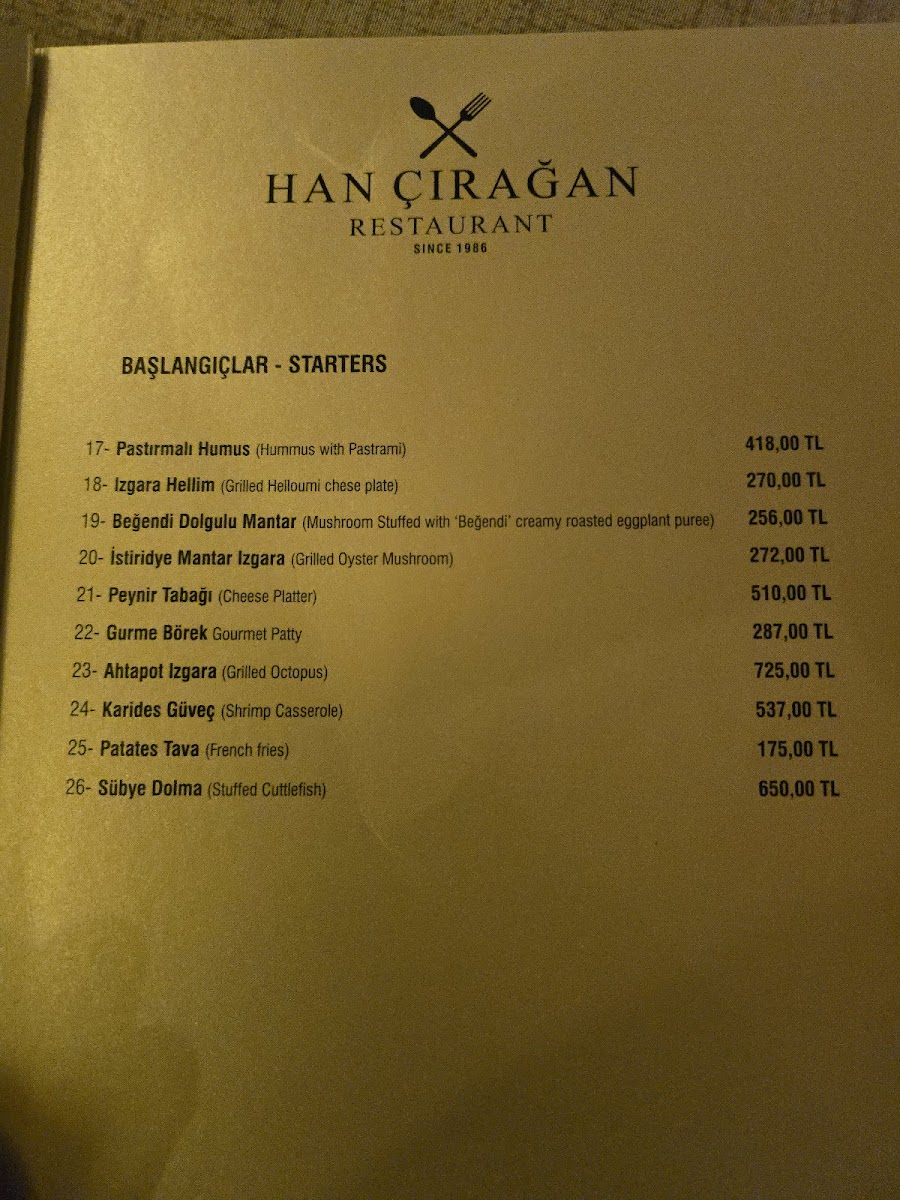 HAN ÇIRAĞAN
RESTAURANT
SINCE 1986
BAŞLANGIÇLAR - STARTERS
17- Pastırmalı Humus (Hummus with Pastrami) 418,00 TL
18- Izgara Hellim (Grilled Helloumi chese plate) 270,00 TL
19- Beğendi Dolgulu Mantar (Mushroom Stuffed with ‘Beğendi’ creamy roasted eggplant puree) 256,00 TL
20- İstiridye Mantar Izgara (Grilled Oyster Mushroom) 272,00 TL
21- Peynir Tabağı (Cheese Platter) 510,00 TL
22- Gurme Börek Gourmet Patty 287,00 TL
23- Ahtapot Izgara (Grilled Octopus) 725,00 TL
24- Karides Güveç (Shrimp Casserole) 537,00 TL
25- Patates Tava (French fries) 175,00 TL
26- Sübye Dolma (Stuffed Cuttlefish) 650,00 TL